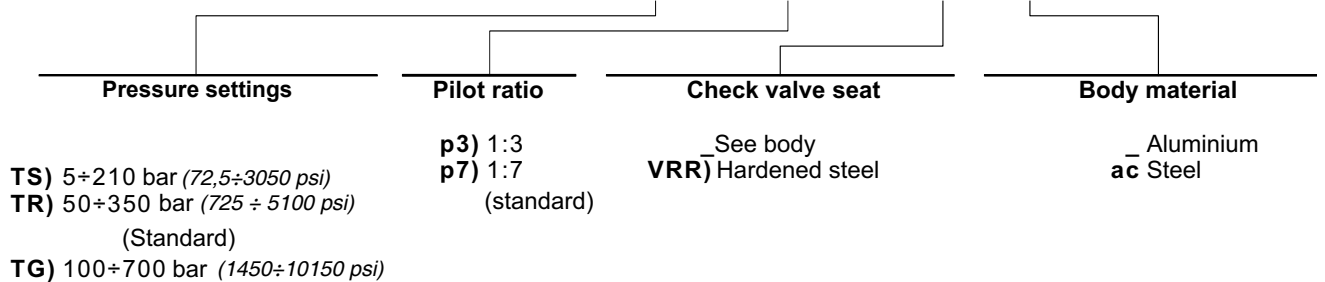 Pressure settings
TS) 5÷210 bar (72,5÷3050 psi)
TR) 50÷350 bar (725 ÷ 5100 psi)
(Standard)
TG) 100÷700 bar (1450÷10150 psi)
Pilot ratio
p3) 1:3
p7) 1:7
(standard)
Check valve seat
_See body
VRR) Hardened steel
Body material
_ Aluminium
ac Steel